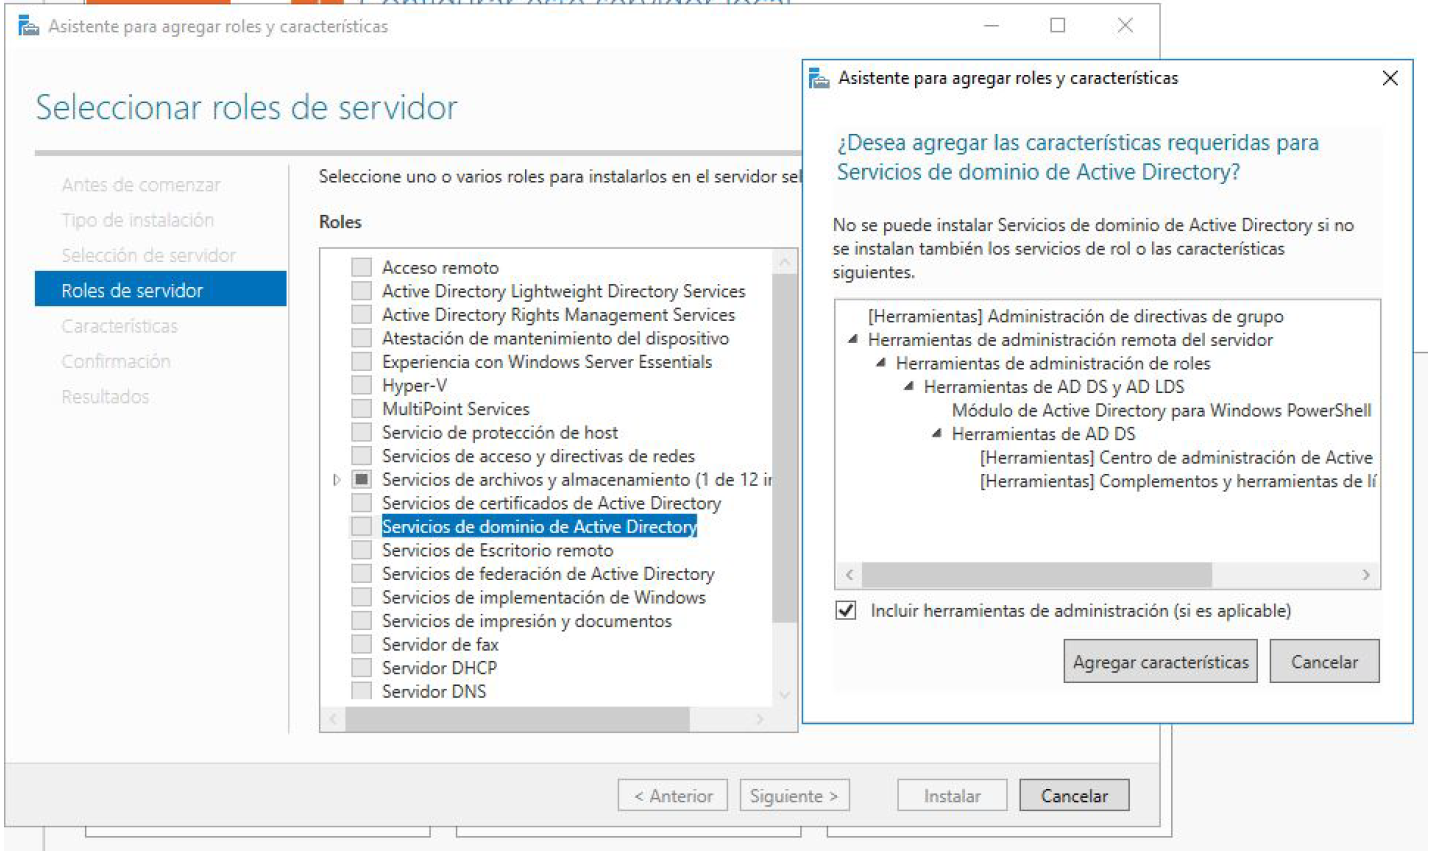 Configurar este servidor local
Asistente para agregar roles y características
Seleccionar roles de servidor
Antes de comenzar
Tipo de instalación
Selección de servidor
Roles de servidor
Características
Confirmación
Resultados
Seleccione uno o varios roles para instalarlos en el servidor sel
Roles
Acceso remoto
Active Directory Lightweight Directory Services
Active Directory Rights Management Services
Atestación de mantenimiento del dispositivo
Experiencia con Windows Server Essentials
Hyper-V
MultiPoint Services
Servicio de protección de host
Servicios de acceso y directivas de redes
Servicios de archivos y almacenamiento (1 de 12 in
Servicios de certificados de Active Directory
Servicios de dominio de Active Directory
Servicios de Escritorio remoto
Servicios de federación de Active Directory
Servicios de implementación de Windows
Servicios de impresión y documentos
Servidor de fax
Servidor DHCP
Servidor DNS
< Anterior
Siguiente >
Instalar
Cancelar
Asistente para agregar roles y características
¿Desea agregar las características requeridas para
Servicios de dominio de Active Directory?
No se puede instalar Servicios de dominio de Active Directory si no
se instalan también los servicios de rol o las características
siguientes.
[Herramientas] Administración de directivas de grupo
Herramientas de administración remota del servidor
Herramientas de administración de roles
Herramientas de AD DS y AD LDS
Módulo de Active Directory para Windows PowerShell
Herramientas de AD DS
[Herramientas] Centro de administración de Active
[Herramientas] Complementos y herramientas de lí
Incluir herramientas de administración (si es aplicable)
Agregar características
Cancelar